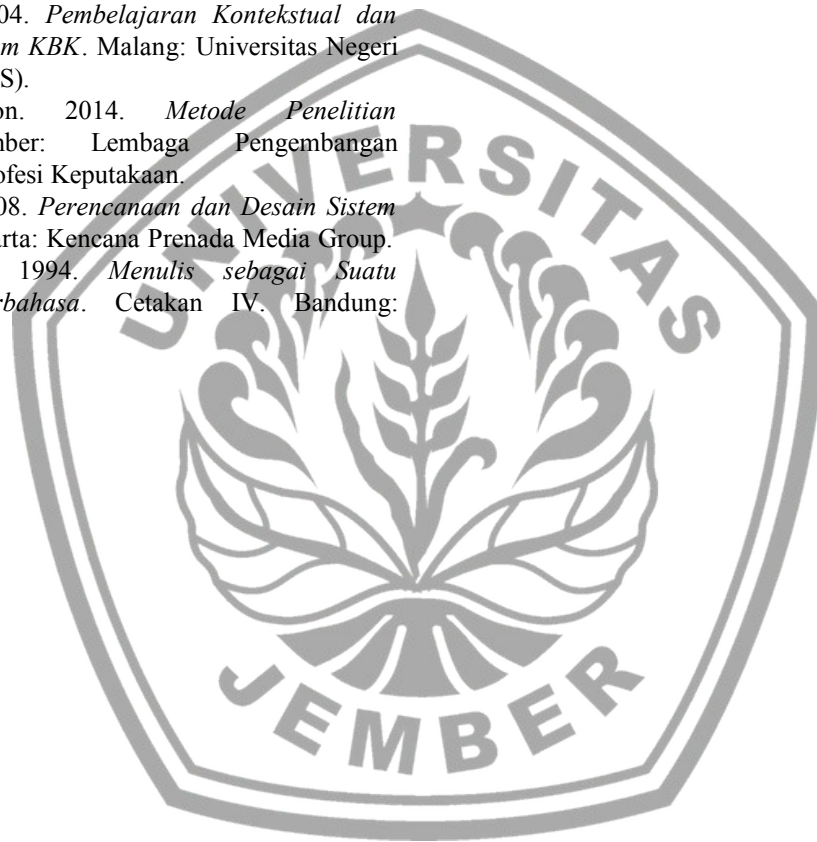 04. Pembelajaran Kontekstual dan
m KBK. Malang: Universitas Negeri
S).
on. 2014. Metode Penelitian
mber: Lembaga Pengembangan
ofesi Keputakaan.
08. Perencanaan dan Desain Sistem
arta: Kencana Prenada Media Group.
1994. Menulis sebagai Suatu
rbahasa. Cetakan IV. Bandung:
UNIVERSITAS
JEMBER